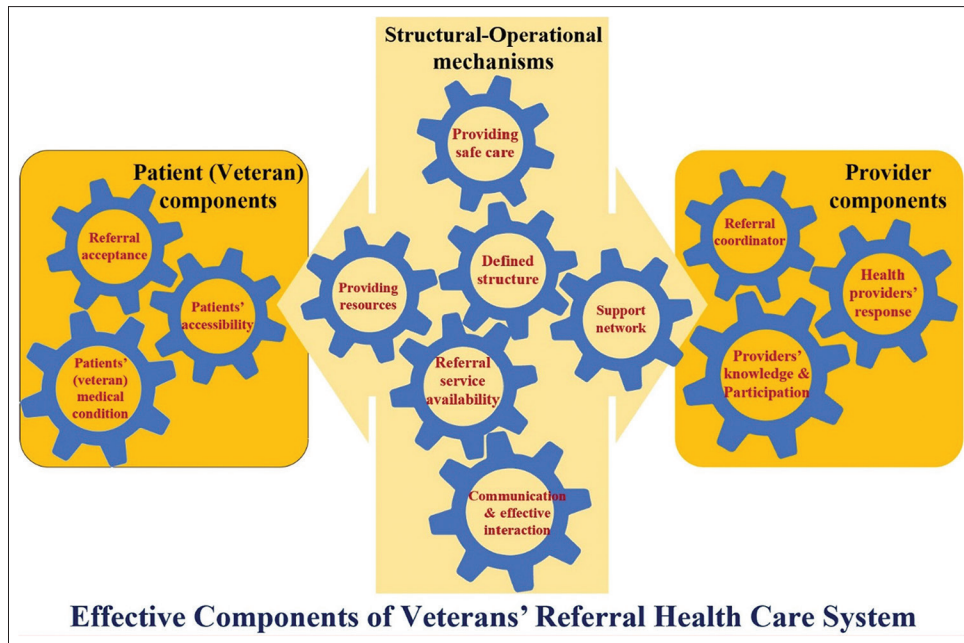 Structural-Operational
mechanisms
Providing
safe care
Patient (Veteran)
components
Referral
acceptance
Patients’
accessibility
Patients’
(veteran)
medical
condition
Providing
resources
Defined
structure
Support
network
Referral
service
availability
Communication
& effective
interaction
Provider
components
Referral
coordinator
Health
providers’
response
Providers’
knowledge &
Participation
Effective Components of Veterans’ Referral Health Care System